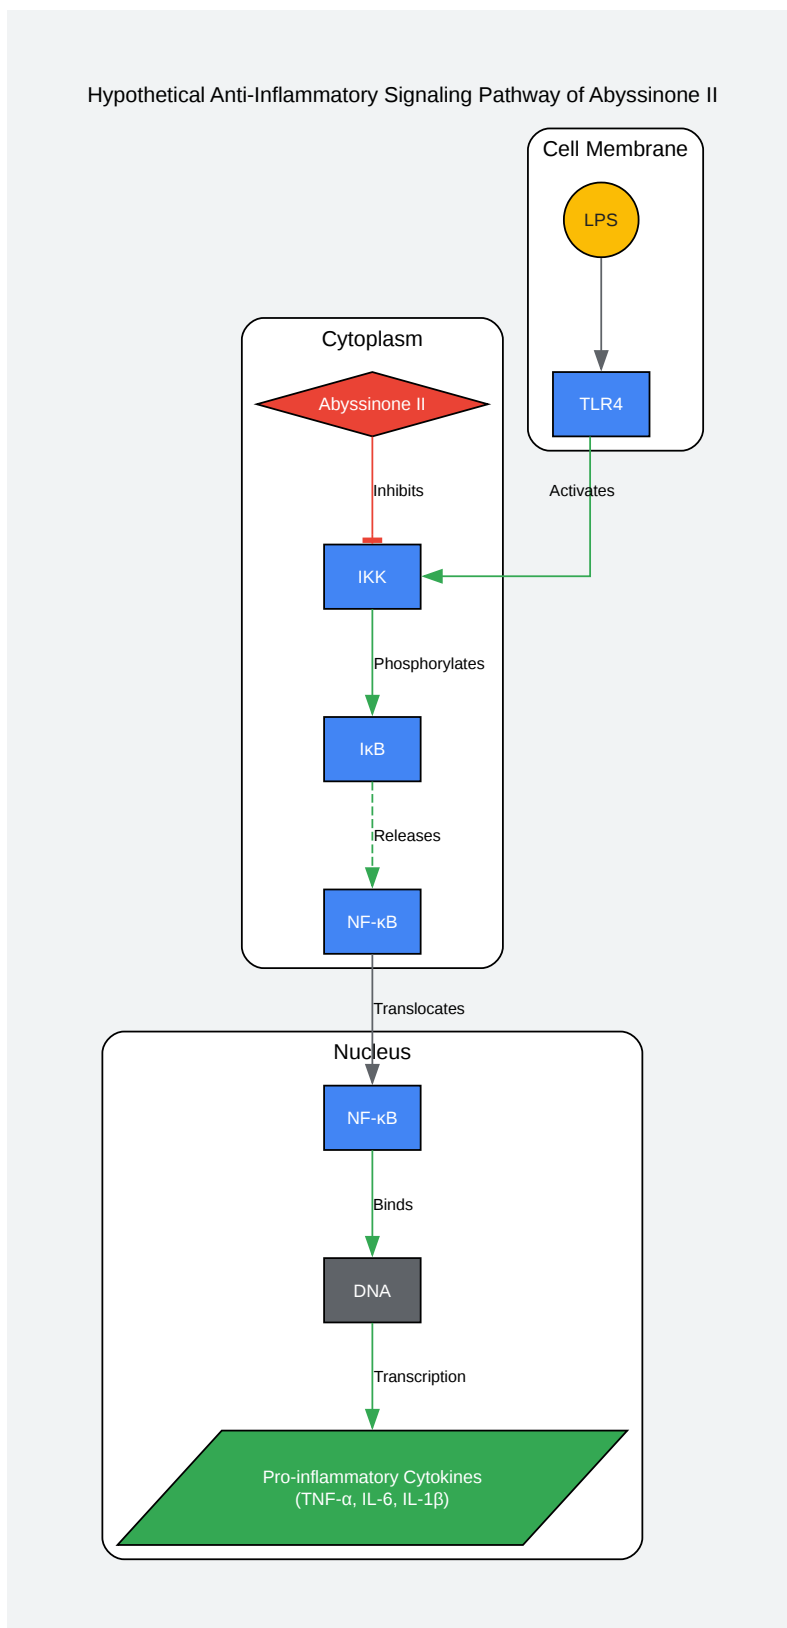 Hypothetical Anti-Inflammatory Signaling Pathway of Abyssinone II
Cell Membrane
LPS
TLR4
Activates
Cytoplasm
Abyssinone II
Inhibits
IKK
Phosphorylates
IκB
Releases
NF-κB
Translocates
Nucleus
NF-κB
Binds
DNA
Transcription
Pro-inflammatory Cytokines
(TNF-α, IL-6, IL-1β)